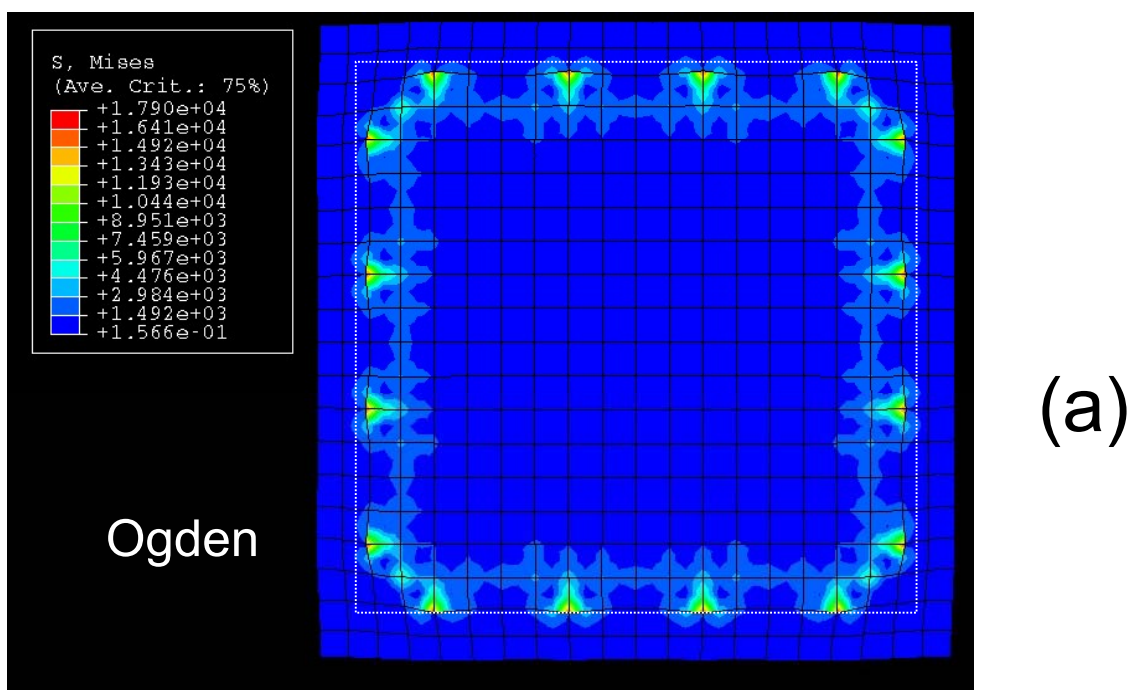 S, Mises
(Ave. Crit.: 75%)
+1.790e+04
+1.641e+04
+1.492e+04
+1.343e+04
+1.193e+04
+1.044e+04
+8.951e+03
+7.459e+03
+5.967e+03
+4.476e+03
+2.984e+03
+1.492e+03
+1.566e-01
(a)
Ogden